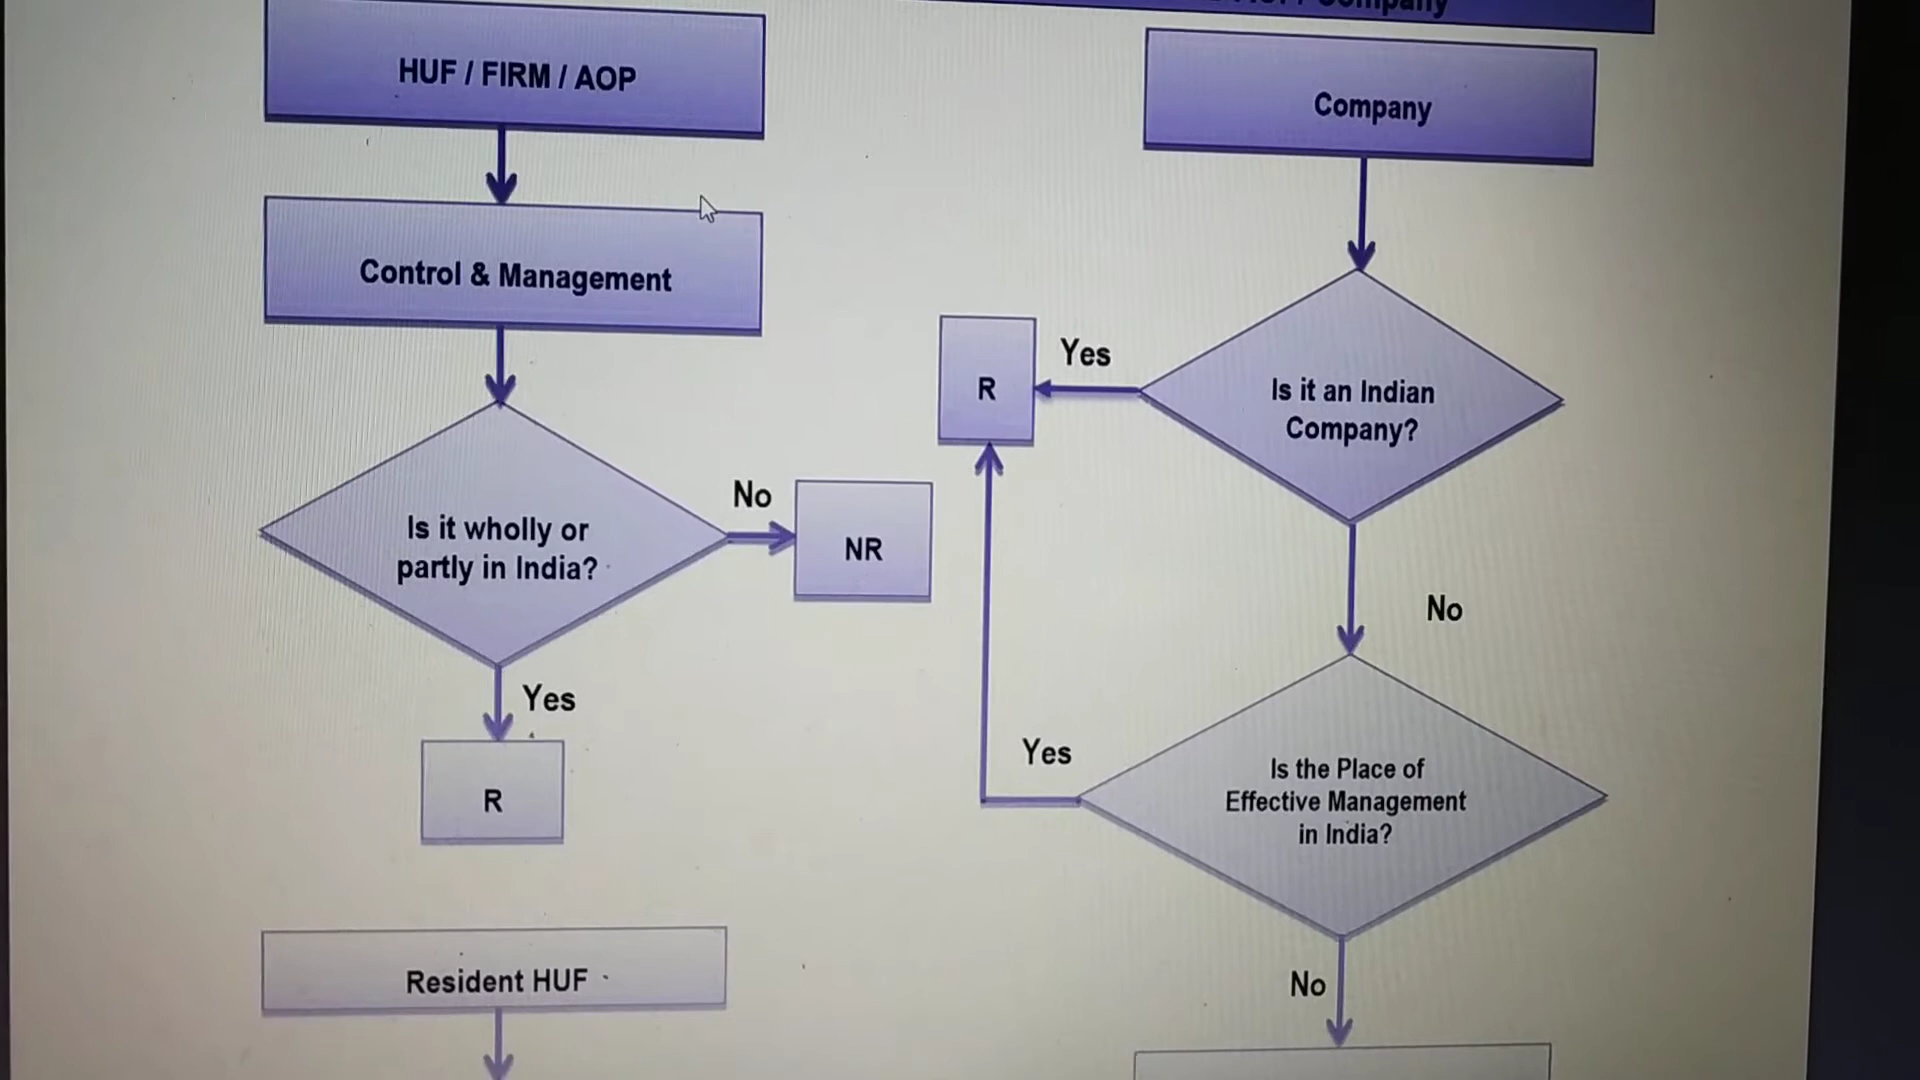 Company
HUF / FIRM / AOP
Control & Management
Is it wholly or
partly in India?
No
NR
Yes
R
Resident HUF
Company
Is it an Indian
Company?
Yes
R
No
Is the Place of
Effective Management
in India?
Yes
No